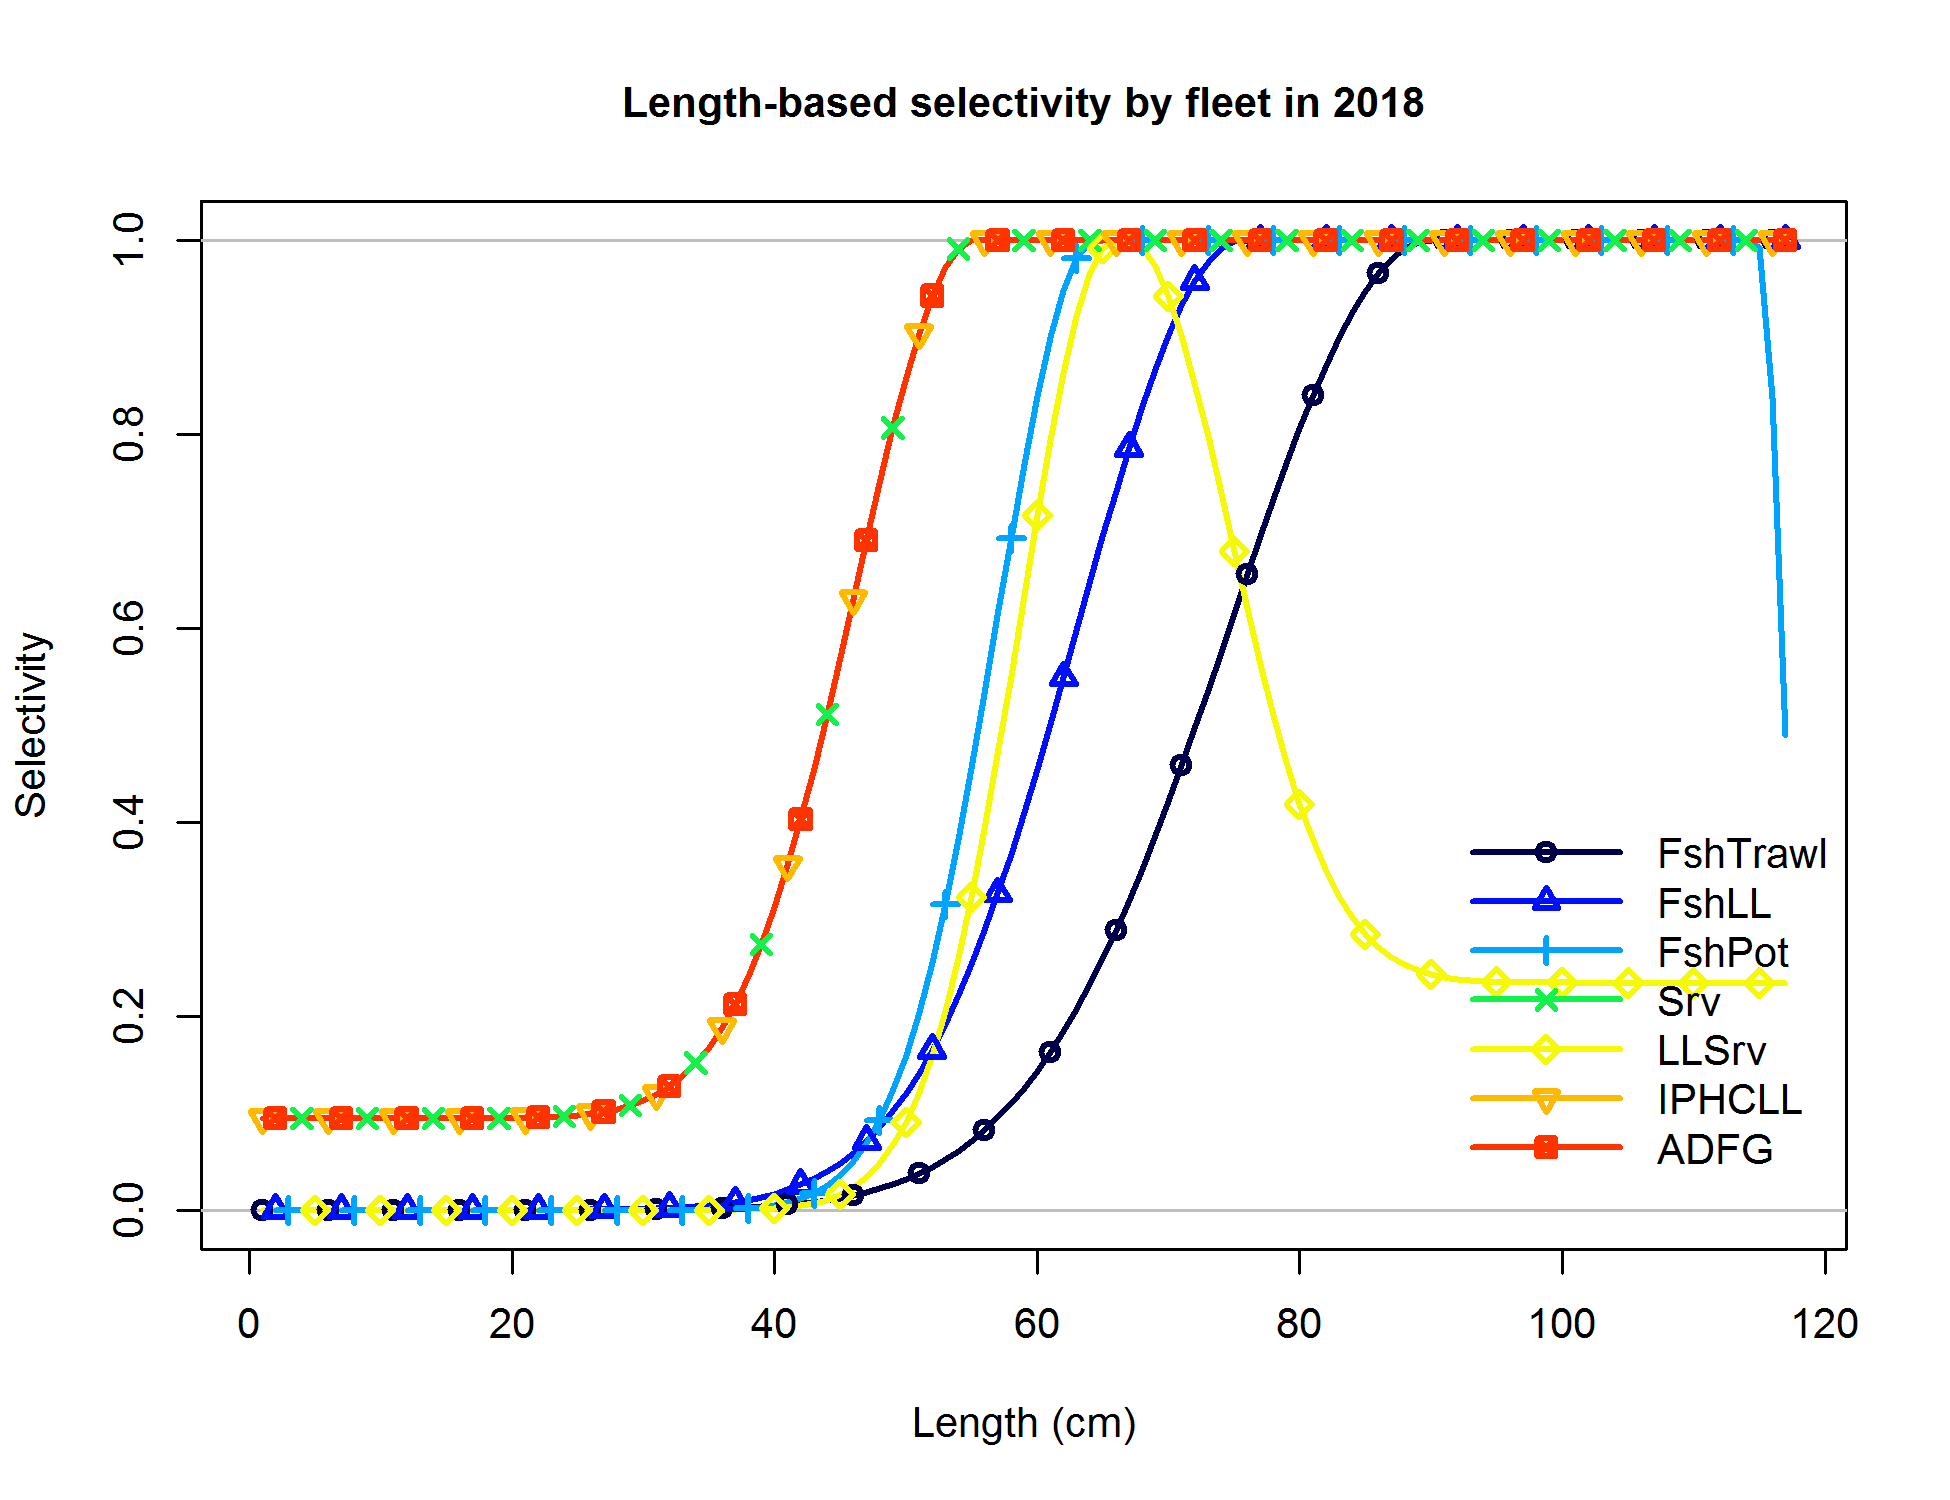 Length-based selectivity by fleet in 2018
Selectivity
1.0
0.8
0.6
0.4
0.2
0.0
FshTrawl
FshLL
FshPot
Srv
LLSrv
IPHCLL
ADFG
0 20 40 60 80 100 120
Length (cm)